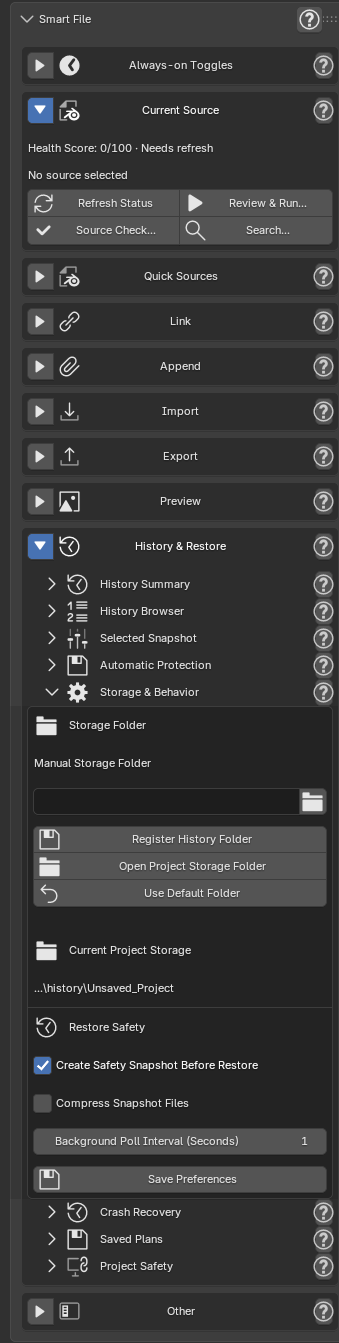 Smart File
Always-on Toggles
Current Source
Health Score: 0/100 · Needs refresh
No source selected
Refresh Status
Review & Run...
Source Check...
Search...
Quick Sources
Link
Append
Import
Export
Preview
History & Restore
History Summary
History Browser
Selected Snapshot
Automatic Protection
Storage & Behavior
Storage Folder
Manual Storage Folder
Register History Folder
Open Project Storage Folder
Use Default Folder
Current Project Storage
...\history\Unsaved_Project
Restore Safety
Create Safety Snapshot Before Restore
Compress Snapshot Files
Background Poll Interval (Seconds) 1
Save Preferences
Crash Recovery
Saved Plans
Project Safety
Other